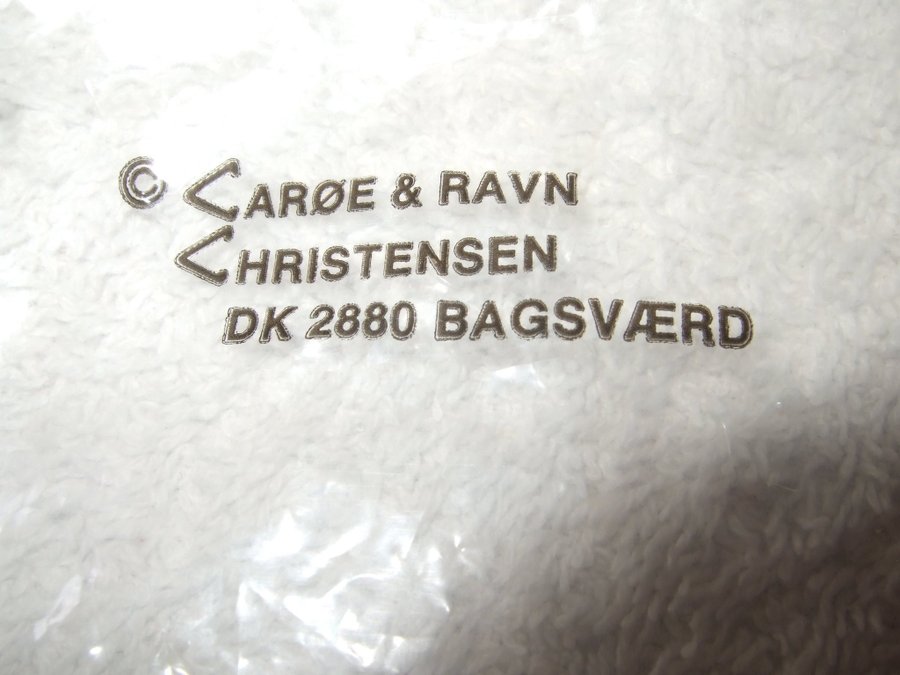 © CARØE & RAVN
CHRISTENSEN
DK 2880 BAGSVÆRD